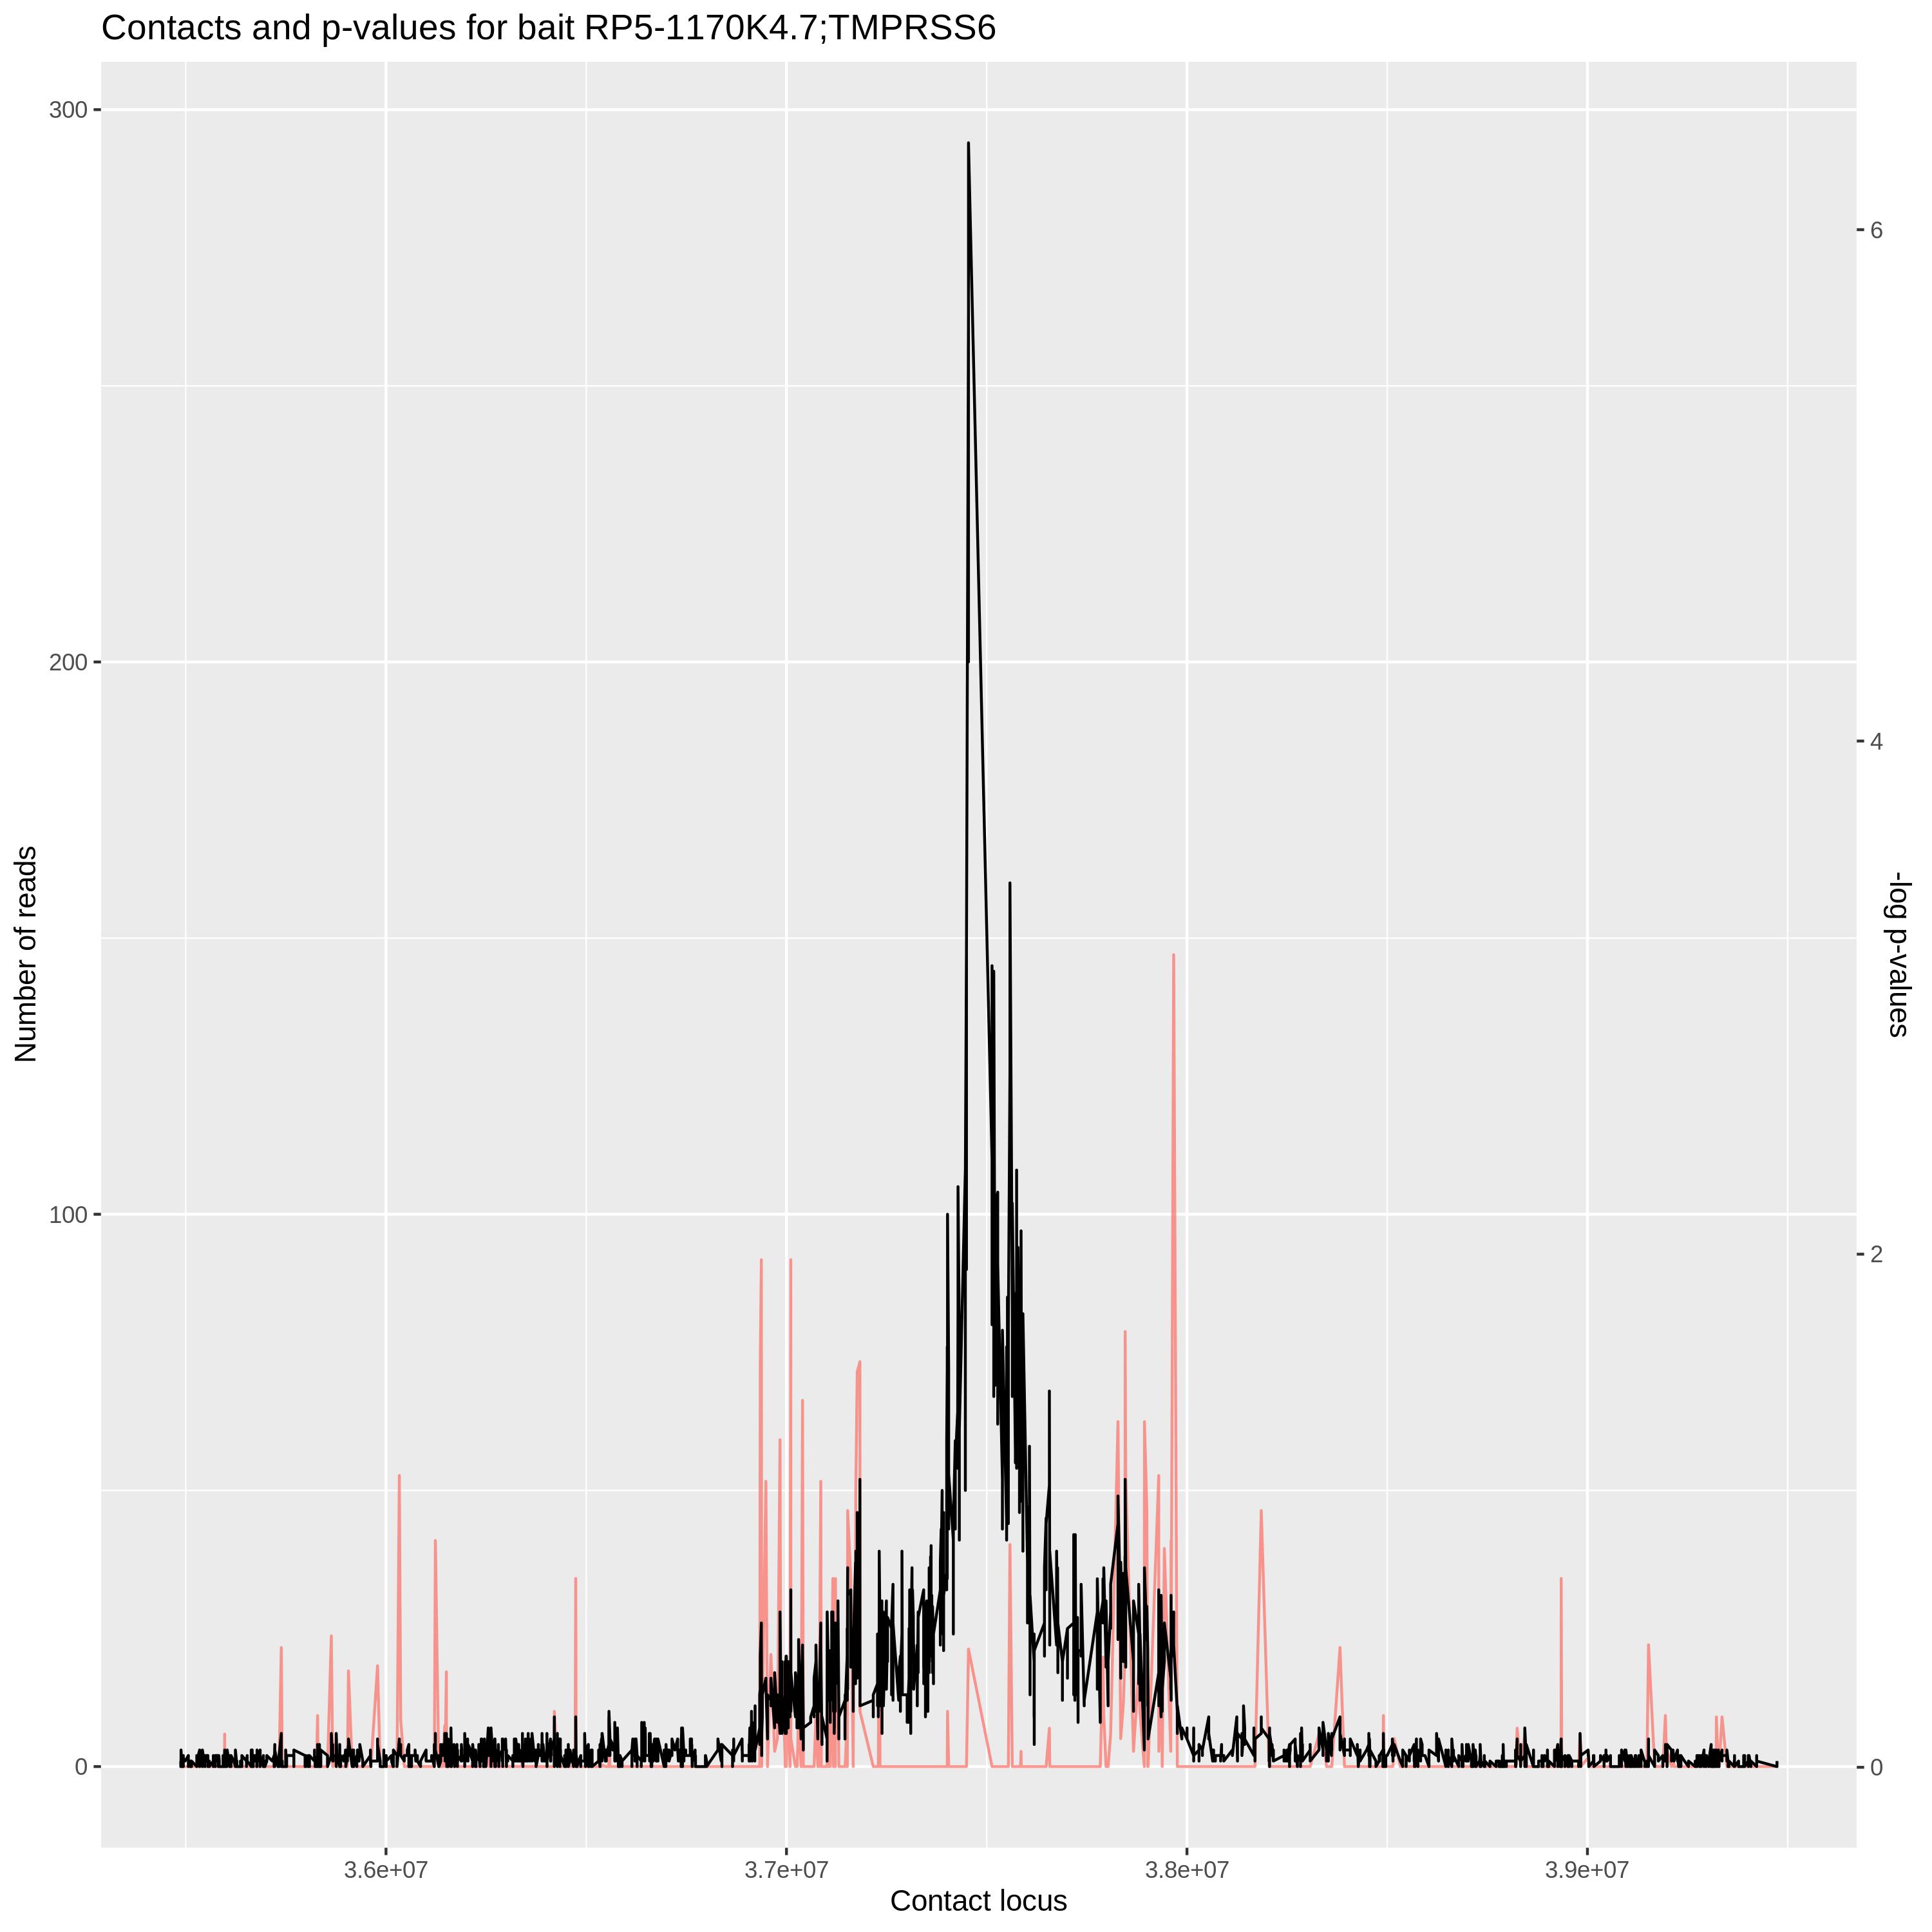 Contacts and p-values for bait RP5-1170K4.7;TMPRSS6
300
200
100
0
Number of reads
6
4
2
0
-log p-values
3.6e+07
3.7e+07
3.8e+07
3.9e+07
Contact locus